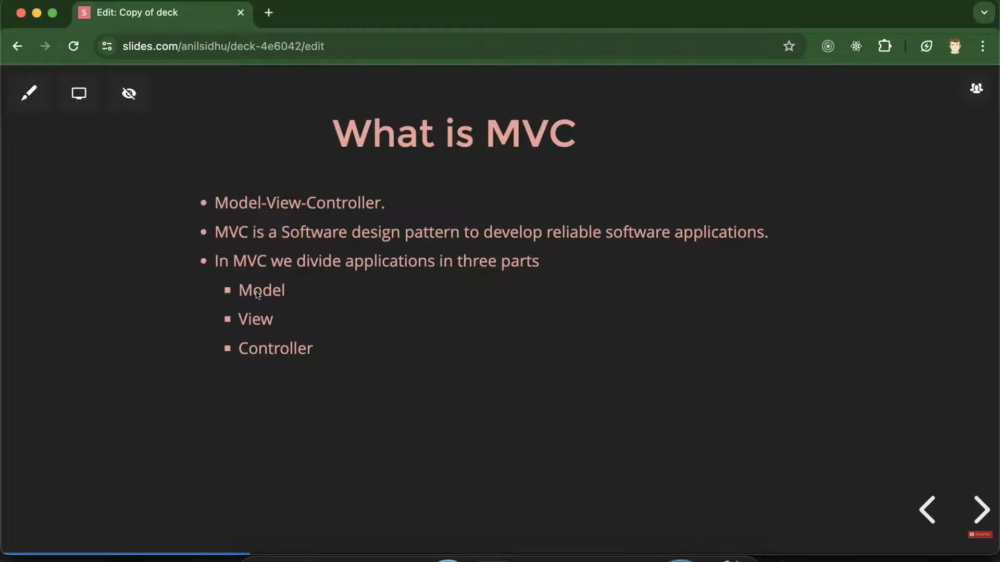 S Edit: Copy of deck
slides.com/anilsidhu/deck-4e6042/edit
What is MVC
• Model-View-Controller.
• MVC is a Software design pattern to develop reliable software applications.
• In MVC we divide applications in three parts
▪ Model
▪ View
▪ Controller
Subscribe